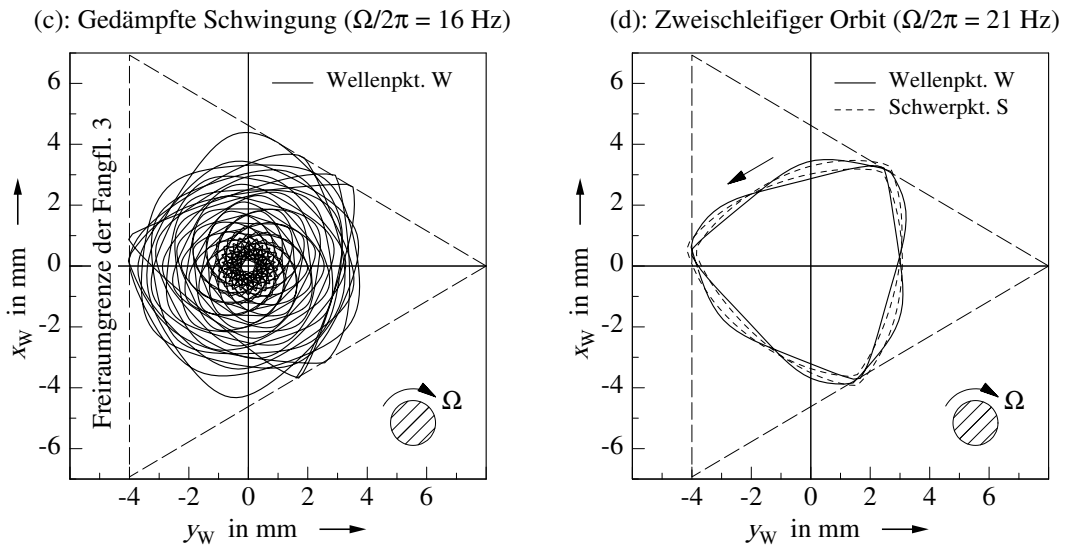 (c): Gedämpfte Schwingung (Ω/2π = 16 Hz)
Wellenpkt. W
Freiraumgrenze der Fangfl. 3
x_W in mm
6
4
2
0
-2
-4
-6
-4 -2 0 2 4 6
y_W in mm
Ω
(d): Zweischleifiger Orbit (Ω/2π = 21 Hz)
Wellenpkt. W
Schwerpkt. S
x_W in mm
6
4
2
0
-2
-4
-6
-4 -2 0 2 4 6
y_W in mm
Ω